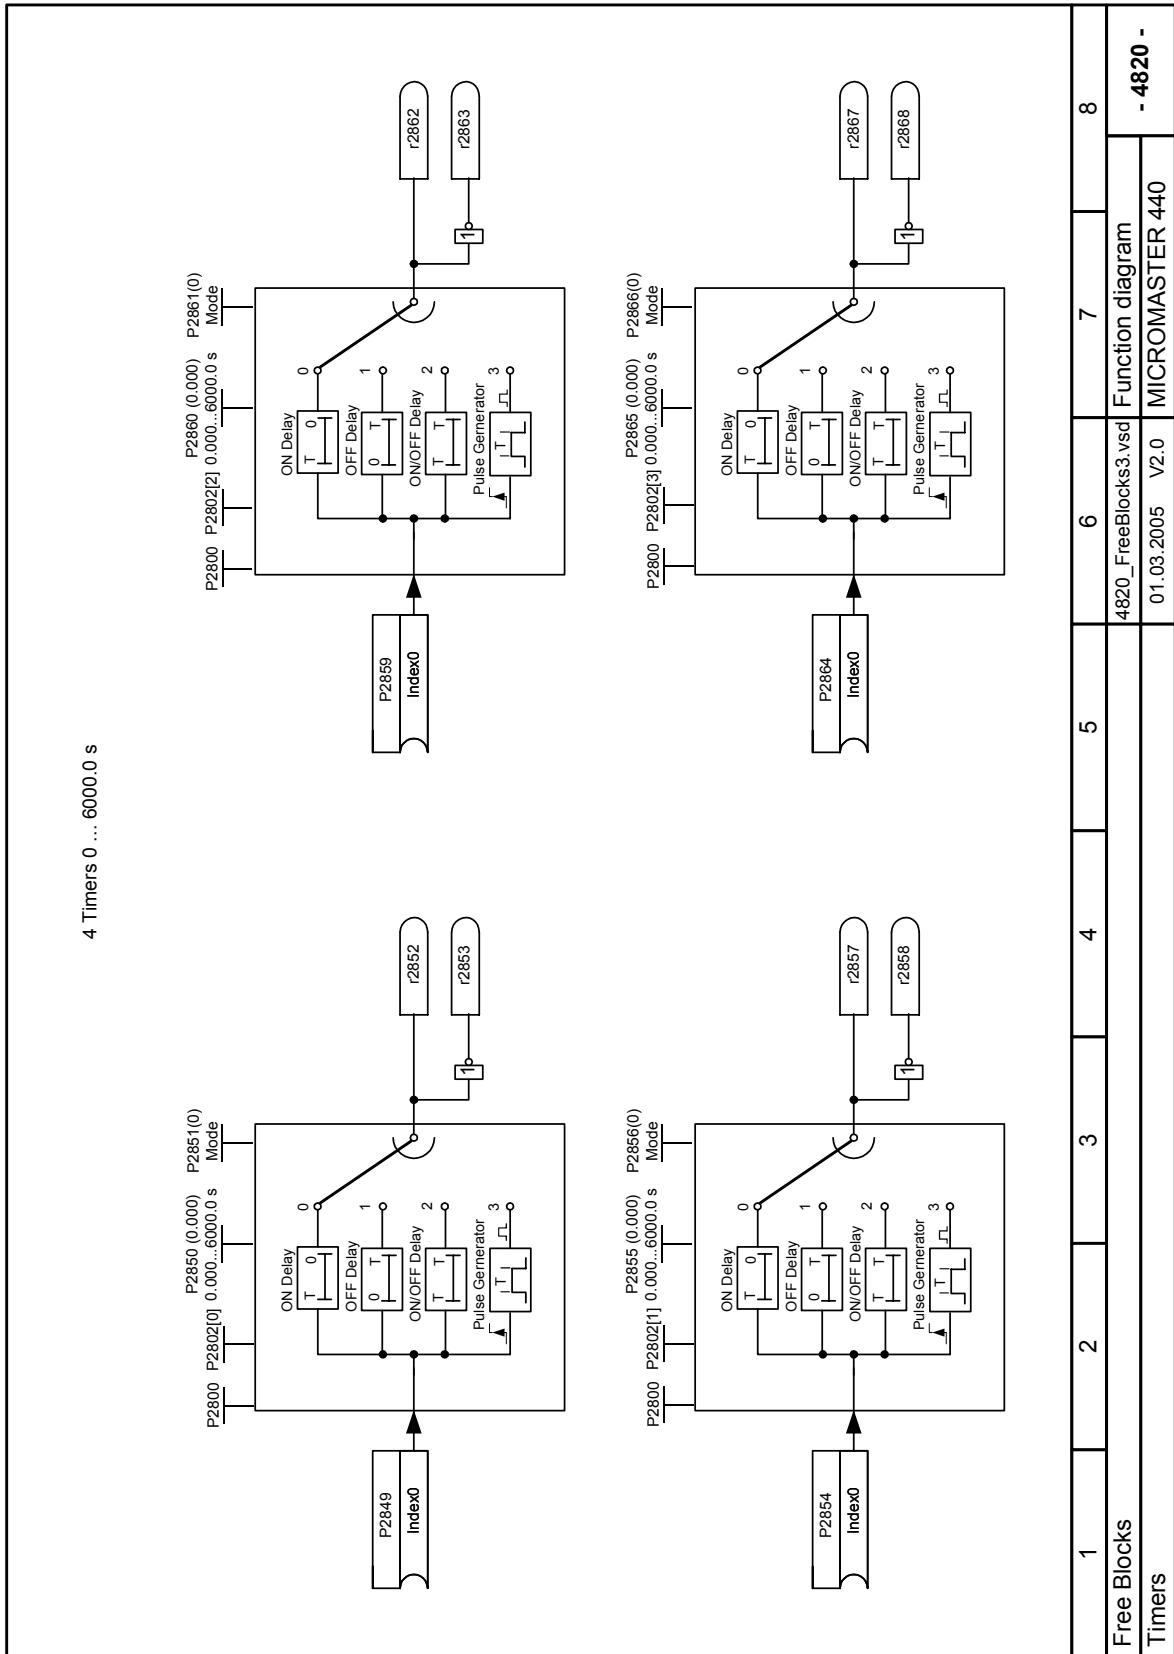 4 Timers 0 … 6000.0 s
P2800 P2802[0] P2850 (0.000) P2851(0)
0.000...6000.0 s Mode
ON Delay
T 0 0
OFF Delay
0 T 1
ON/OFF Delay
T T 2
Pulse Gernerator
T 3
P2849
Index0
1
r2852
r2853
P2800 P2802[2] P2860 (0.000) P2861(0)
0.000...6000.0 s Mode
ON Delay
T 0 0
OFF Delay
0 T 1
ON/OFF Delay
T T 2
Pulse Gernerator
T 3
P2859
Index0
1
r2862
r2863
P2800 P2802[1] P2855 (0.000) P2856(0)
0.000...6000.0 s Mode
ON Delay
T 0 0
OFF Delay
0 T 1
ON/OFF Delay
T T 2
Pulse Gernerator
T 3
P2854
Index0
1
r2857
r2858
P2800 P2802[3] P2865 (0.000) P2866(0)
0.000...6000.0 s Mode
ON Delay
T 0 0
OFF Delay
0 T 1
ON/OFF Delay
T T 2
Pulse Gernerator
T 3
P2864
Index0
1
r2867
r2868
1 2 3 4 5 6 7 8
Free Blocks 4820_FreeBlocks3.vsd Function diagram - 4820 -
Timers 01.03.2005 V2.0 MICROMASTER 440